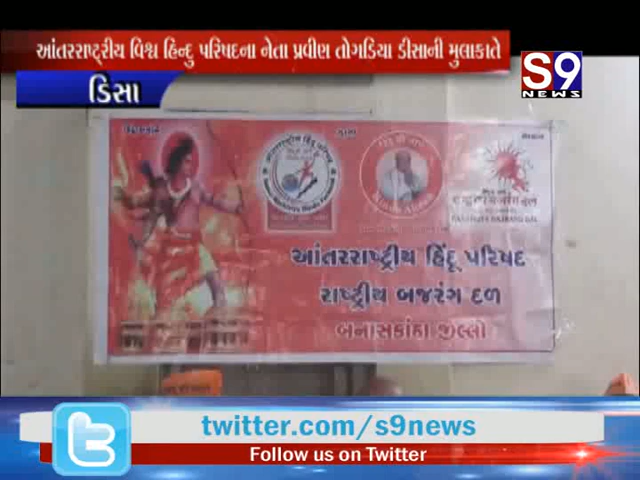 આંતરરાષ્ટ્રીય વિશ્વ હિન્દુ પરિષદના નેતા પ્રવીણ તોગડિયા ડીસાની મુલાકાતે
S9
NEWS
ડિસા
આંતરરાષ્ટ્રીય હિંદૂ પરિષદ
રાષ્ટ્રીય બજરંગ દળ
બનાસકાંઠા જીલ્લો
twitter.com/s9news
Follow us on Twitter